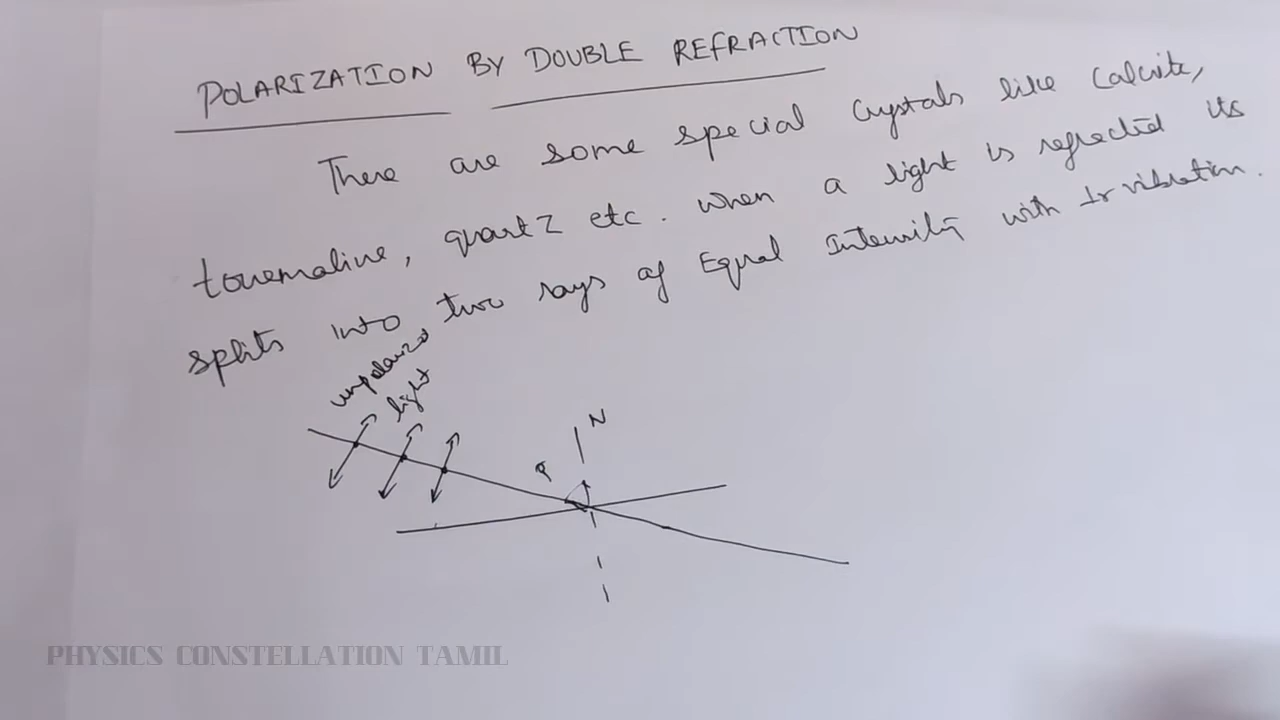 POLARIZATION BY DOUBLE REFRACTION
There are some special crystals like Calcite,
tourmaline, quartz etc. When a light is refracted its
splits into two rays of Equal Intensity with ⊥r vibration.
unpolarized
light
N
PHYSICS CONSTELLATION TAMIL